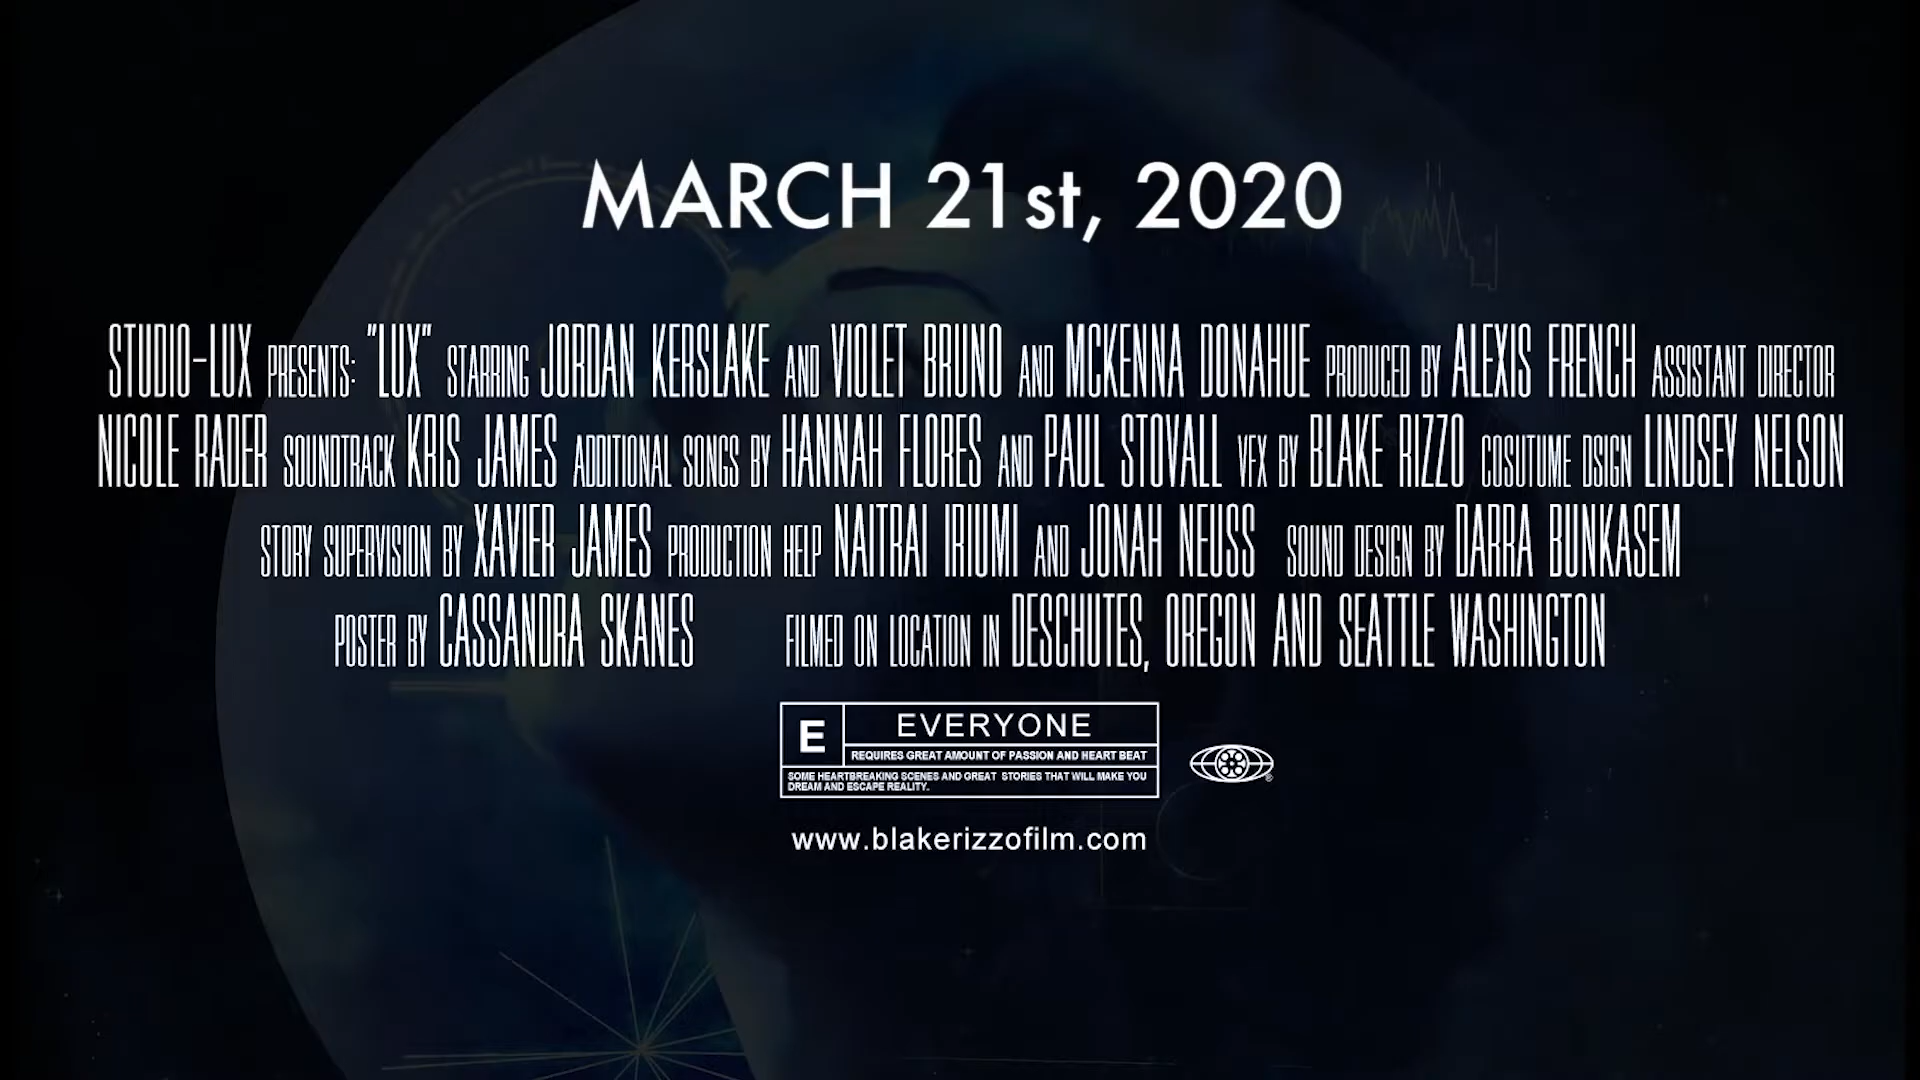 MARCH 21st, 2020
STUDIO-LUX PRESENTS: "LUX" STARRING JORDAN KERSLAKE AND VIOLET BRUNO AND MCKENNA DONAHUE PRODUCED BY ALEXIS FRENCH ASSISTANT DIRECTOR
NICOLE RADER SOUNDTRACK KRIS JAMES ADDITIONAL SONGS BY HANNAH FLORES AND PAUL STOVALL VFX BY BLAKE RIZZO COSUTUME DSIGN LINDSEY NELSON
STORY SUPERVISION BY XAVIER JAMES PRODUCTION HELP NAITRAI IRIUMI AND JONAH NEUSS SOUND DESIGN BY DARRA BUNKASEM
POSTER BY CASSANDRA SKANES FILMED ON LOCATION IN DESCHUTES, OREGON AND SEATTLE WASHINGTON
E EVERYONE
REQUIRES GREAT AMOUNT OF PASSION AND HEART BEAT
SOME HEARTBREAKING SCENES AND GREAT STORIES THAT WILL MAKE YOU
DREAM AND ESCAPE REALITY.
®
www.blakerizzofilm.com